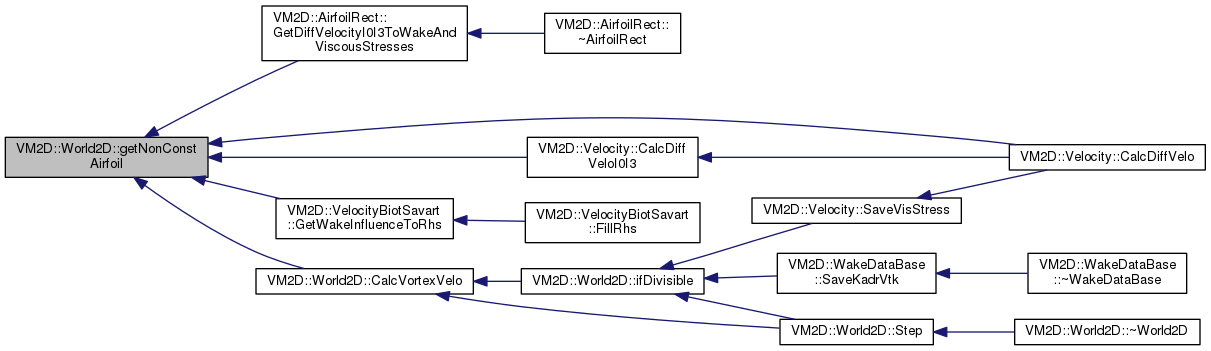 VM2D::AirfoilRect::
GetDiffVelocityI0I3ToWakeAnd
ViscousStresses
VM2D::AirfoilRect::
~AirfoilRect
VM2D::World2D::getNonConst
Airfoil
VM2D::Velocity::CalcDiff
VeloI0I3
VM2D::Velocity::CalcDiffVelo
VM2D::VelocityBiotSavart
::GetWakeInfluenceToRhs
VM2D::VelocityBiotSavart
::FillRhs
VM2D::Velocity::SaveVisStress
VM2D::World2D::CalcVortexVelo
VM2D::World2D::ifDivisible
VM2D::WakeDataBase
::SaveKadrVtk
VM2D::WakeDataBase
::~WakeDataBase
VM2D::World2D::Step
VM2D::World2D::~World2D